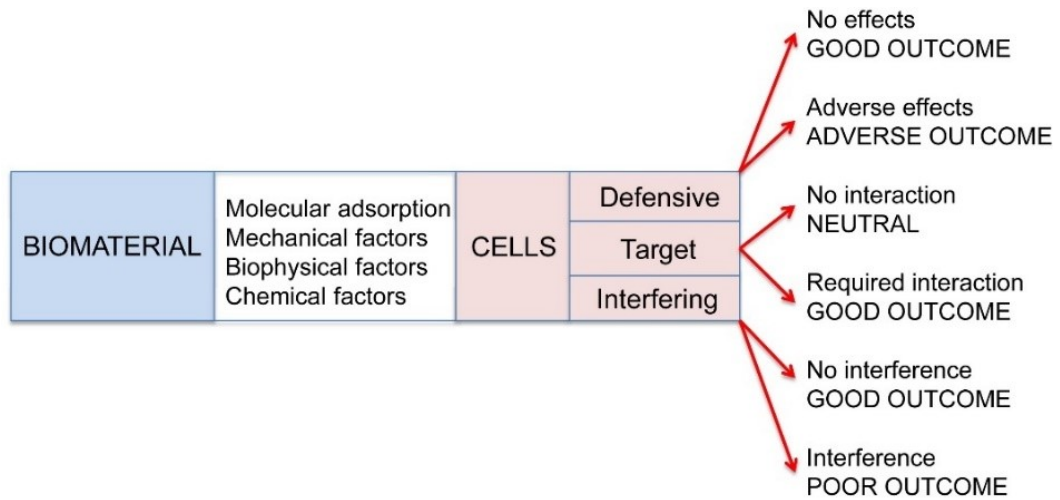 BIOMATERIAL
Molecular adsorption
Mechanical factors
Biophysical factors
Chemical factors
CELLS
Defensive
Target
Interfering
No effects
GOOD OUTCOME
Adverse effects
ADVERSE OUTCOME
No interaction
NEUTRAL
Required interaction
GOOD OUTCOME
No interference
GOOD OUTCOME
Interference
POOR OUTCOME